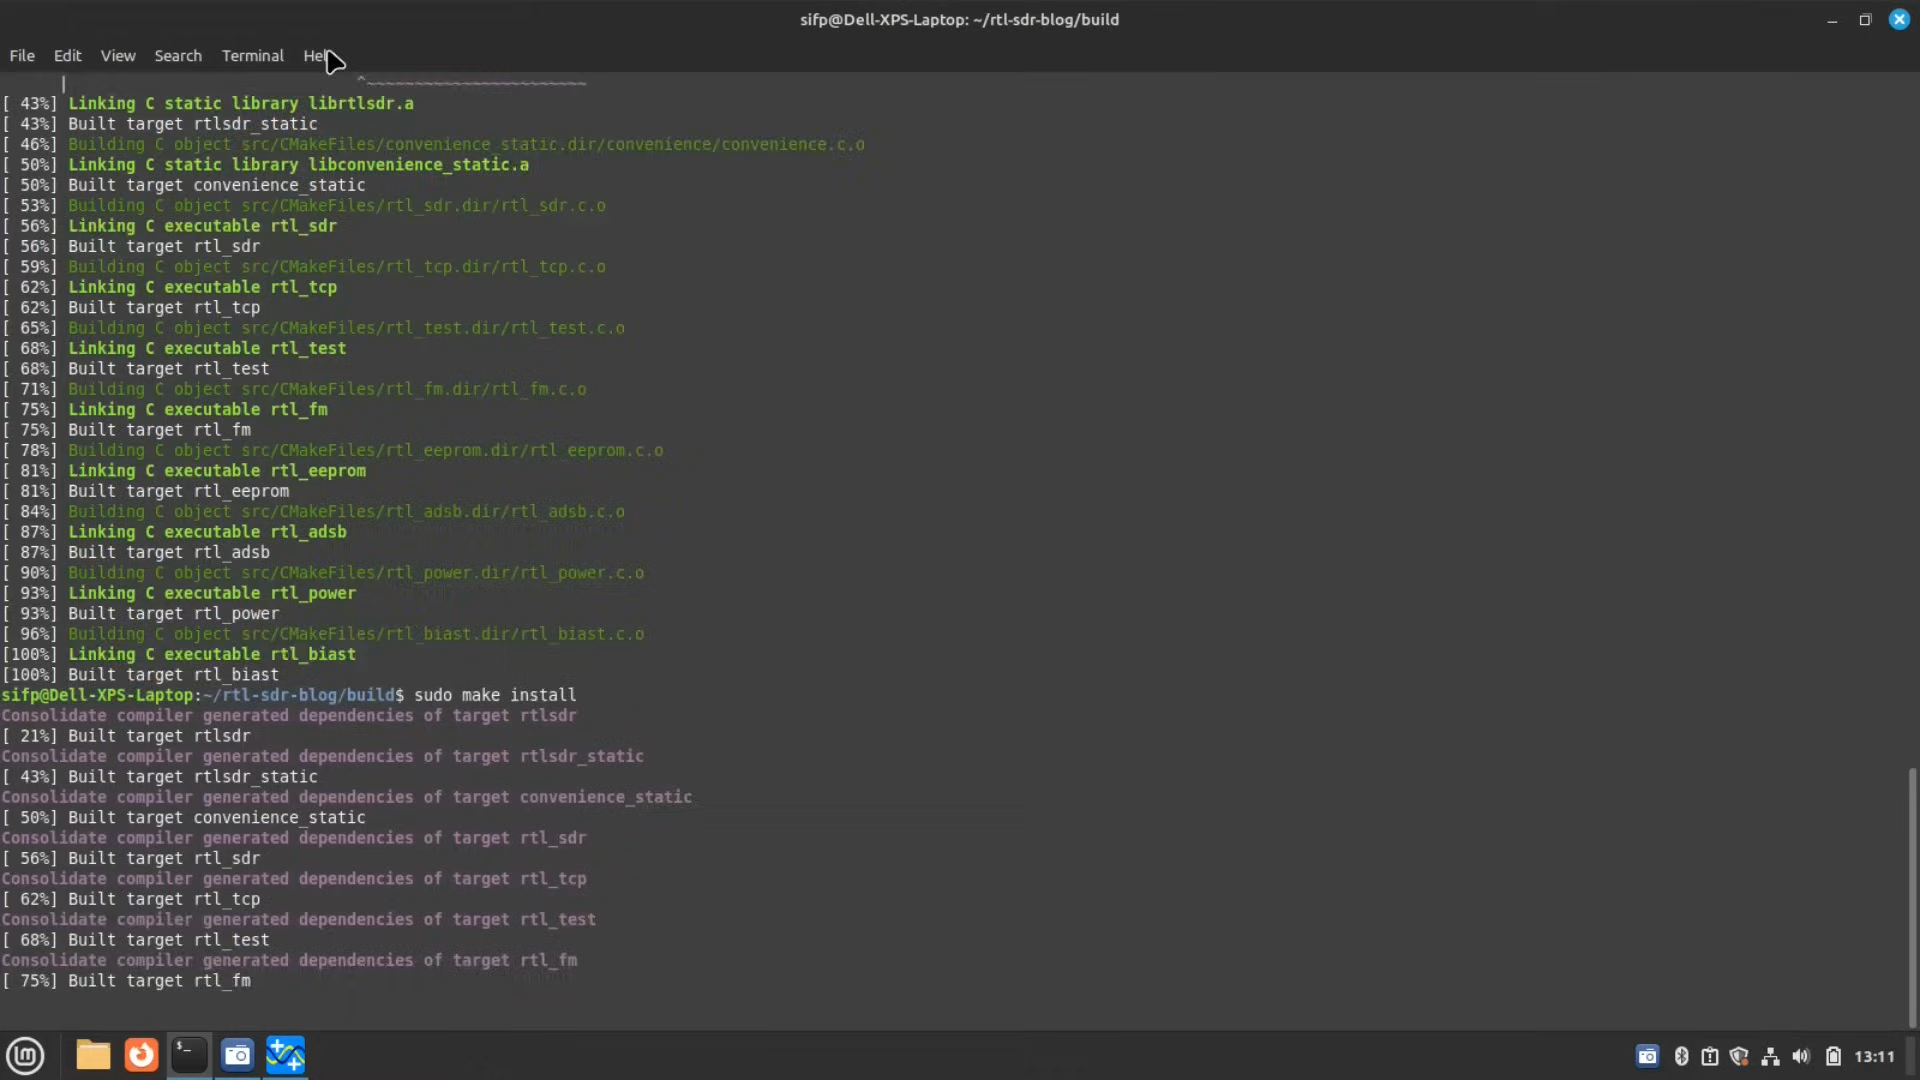 sifp@Dell-XPS-Laptop: ~/rtl-sdr-blog/build
File Edit View Search Terminal Hel
| ^~~~~~~~~~~~~~~~~~~~~~~~
[ 43%] Linking C static library librtlsdr.a
[ 43%] Built target rtlsdr_static
[ 46%] Building C object src/CMakeFiles/convenience_static.dir/convenience/convenience.c.o
[ 50%] Linking C static library libconvenience_static.a
[ 50%] Built target convenience_static
[ 53%] Building C object src/CMakeFiles/rtl_sdr.dir/rtl_sdr.c.o
[ 56%] Linking C executable rtl_sdr
[ 56%] Built target rtl_sdr
[ 59%] Building C object src/CMakeFiles/rtl_tcp.dir/rtl_tcp.c.o
[ 62%] Linking C executable rtl_tcp
[ 62%] Built target rtl_tcp
[ 65%] Building C object src/CMakeFiles/rtl_test.dir/rtl_test.c.o
[ 68%] Linking C executable rtl_test
[ 68%] Built target rtl_test
[ 71%] Building C object src/CMakeFiles/rtl_fm.dir/rtl_fm.c.o
[ 75%] Linking C executable rtl_fm
[ 75%] Built target rtl_fm
[ 78%] Building C object src/CMakeFiles/rtl_eeprom.dir/rtl_eeprom.c.o
[ 81%] Linking C executable rtl_eeprom
[ 81%] Built target rtl_eeprom
[ 84%] Building C object src/CMakeFiles/rtl_adsb.dir/rtl_adsb.c.o
[ 87%] Linking C executable rtl_adsb
[ 87%] Built target rtl_adsb
[ 90%] Building C object src/CMakeFiles/rtl_power.dir/rtl_power.c.o
[ 93%] Linking C executable rtl_power
[ 93%] Built target rtl_power
[ 96%] Building C object src/CMakeFiles/rtl_biast.dir/rtl_biast.c.o
[100%] Linking C executable rtl_biast
[100%] Built target rtl_biast
sifp@Dell-XPS-Laptop:~/rtl-sdr-blog/build$ sudo make install
Consolidate compiler generated dependencies of target rtlsdr
[ 21%] Built target rtlsdr
Consolidate compiler generated dependencies of target rtlsdr_static
[ 43%] Built target rtlsdr_static
Consolidate compiler generated dependencies of target convenience_static
[ 50%] Built target convenience_static
Consolidate compiler generated dependencies of target rtl_sdr
[ 56%] Built target rtl_sdr
Consolidate compiler generated dependencies of target rtl_tcp
[ 62%] Built target rtl_tcp
Consolidate compiler generated dependencies of target rtl_test
[ 68%] Built target rtl_test
Consolidate compiler generated dependencies of target rtl_fm
[ 75%] Built target rtl_fm
13:11